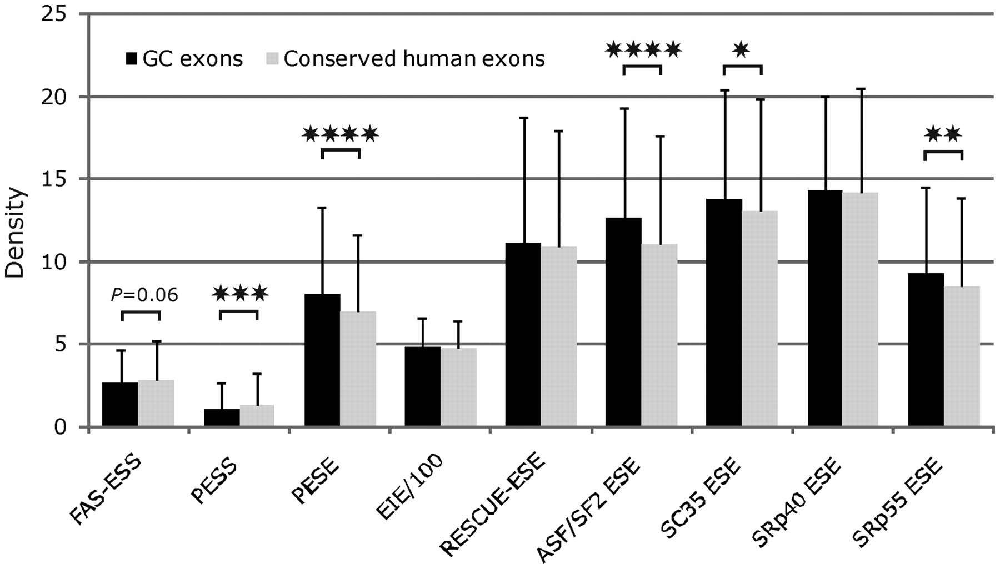 25
GC exons Conserved human exons
20
15
10
5
0
Density
P=0.06
FAS-ESS
PESS
PESE
EIE/100
RESCUE-ESE
ASF/SF2 ESE
SC35 ESE
SRp40 ESE
SRp55 ESE